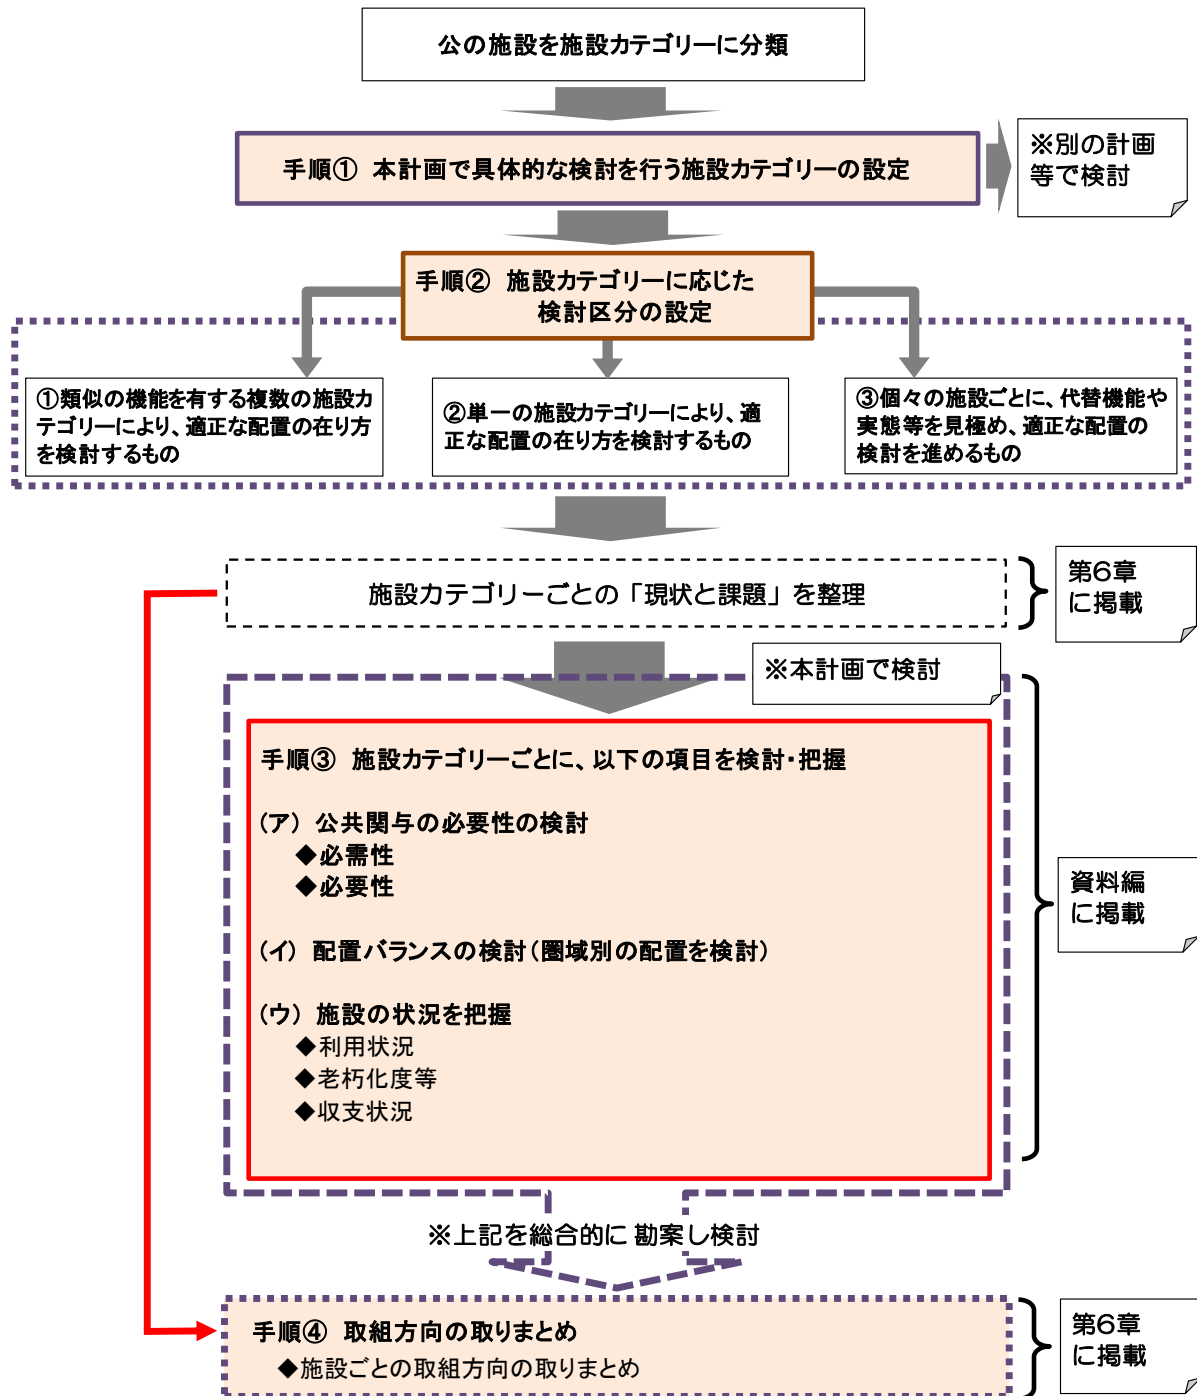 公の施設を施設カテゴリーに分類
手順① 本計画で具体的な検討を行う施設カテゴリーの設定
※別の計画
等で検討
手順② 施設カテゴリーに応じた
検討区分の設定
①類似の機能を有する複数の施設カ
テゴリーにより、適正な配置の在り方
を検討するもの
②単一の施設カテゴリーにより、適
正な配置の在り方を検討するもの
③個々の施設ごとに、代替機能や
実態等を見極め、適正な配置の
検討を進めるもの
施設カテゴリーごとの「現状と課題」を整理
第6章
に掲載
※本計画で検討
手順③ 施設カテゴリーごとに、以下の項目を検討・把握
(ア) 公共関与の必要性の検討
◆必需性
◆必要性
(イ) 配置バランスの検討(圏域別の配置を検討)
(ウ) 施設の状況を把握
◆利用状況
◆老朽化度等
◆収支状況
資料編
に掲載
※上記を総合的に 勘案し検討
手順④ 取組方向の取りまとめ
◆施設ごとの取組方向の取りまとめ
第6章
に掲載